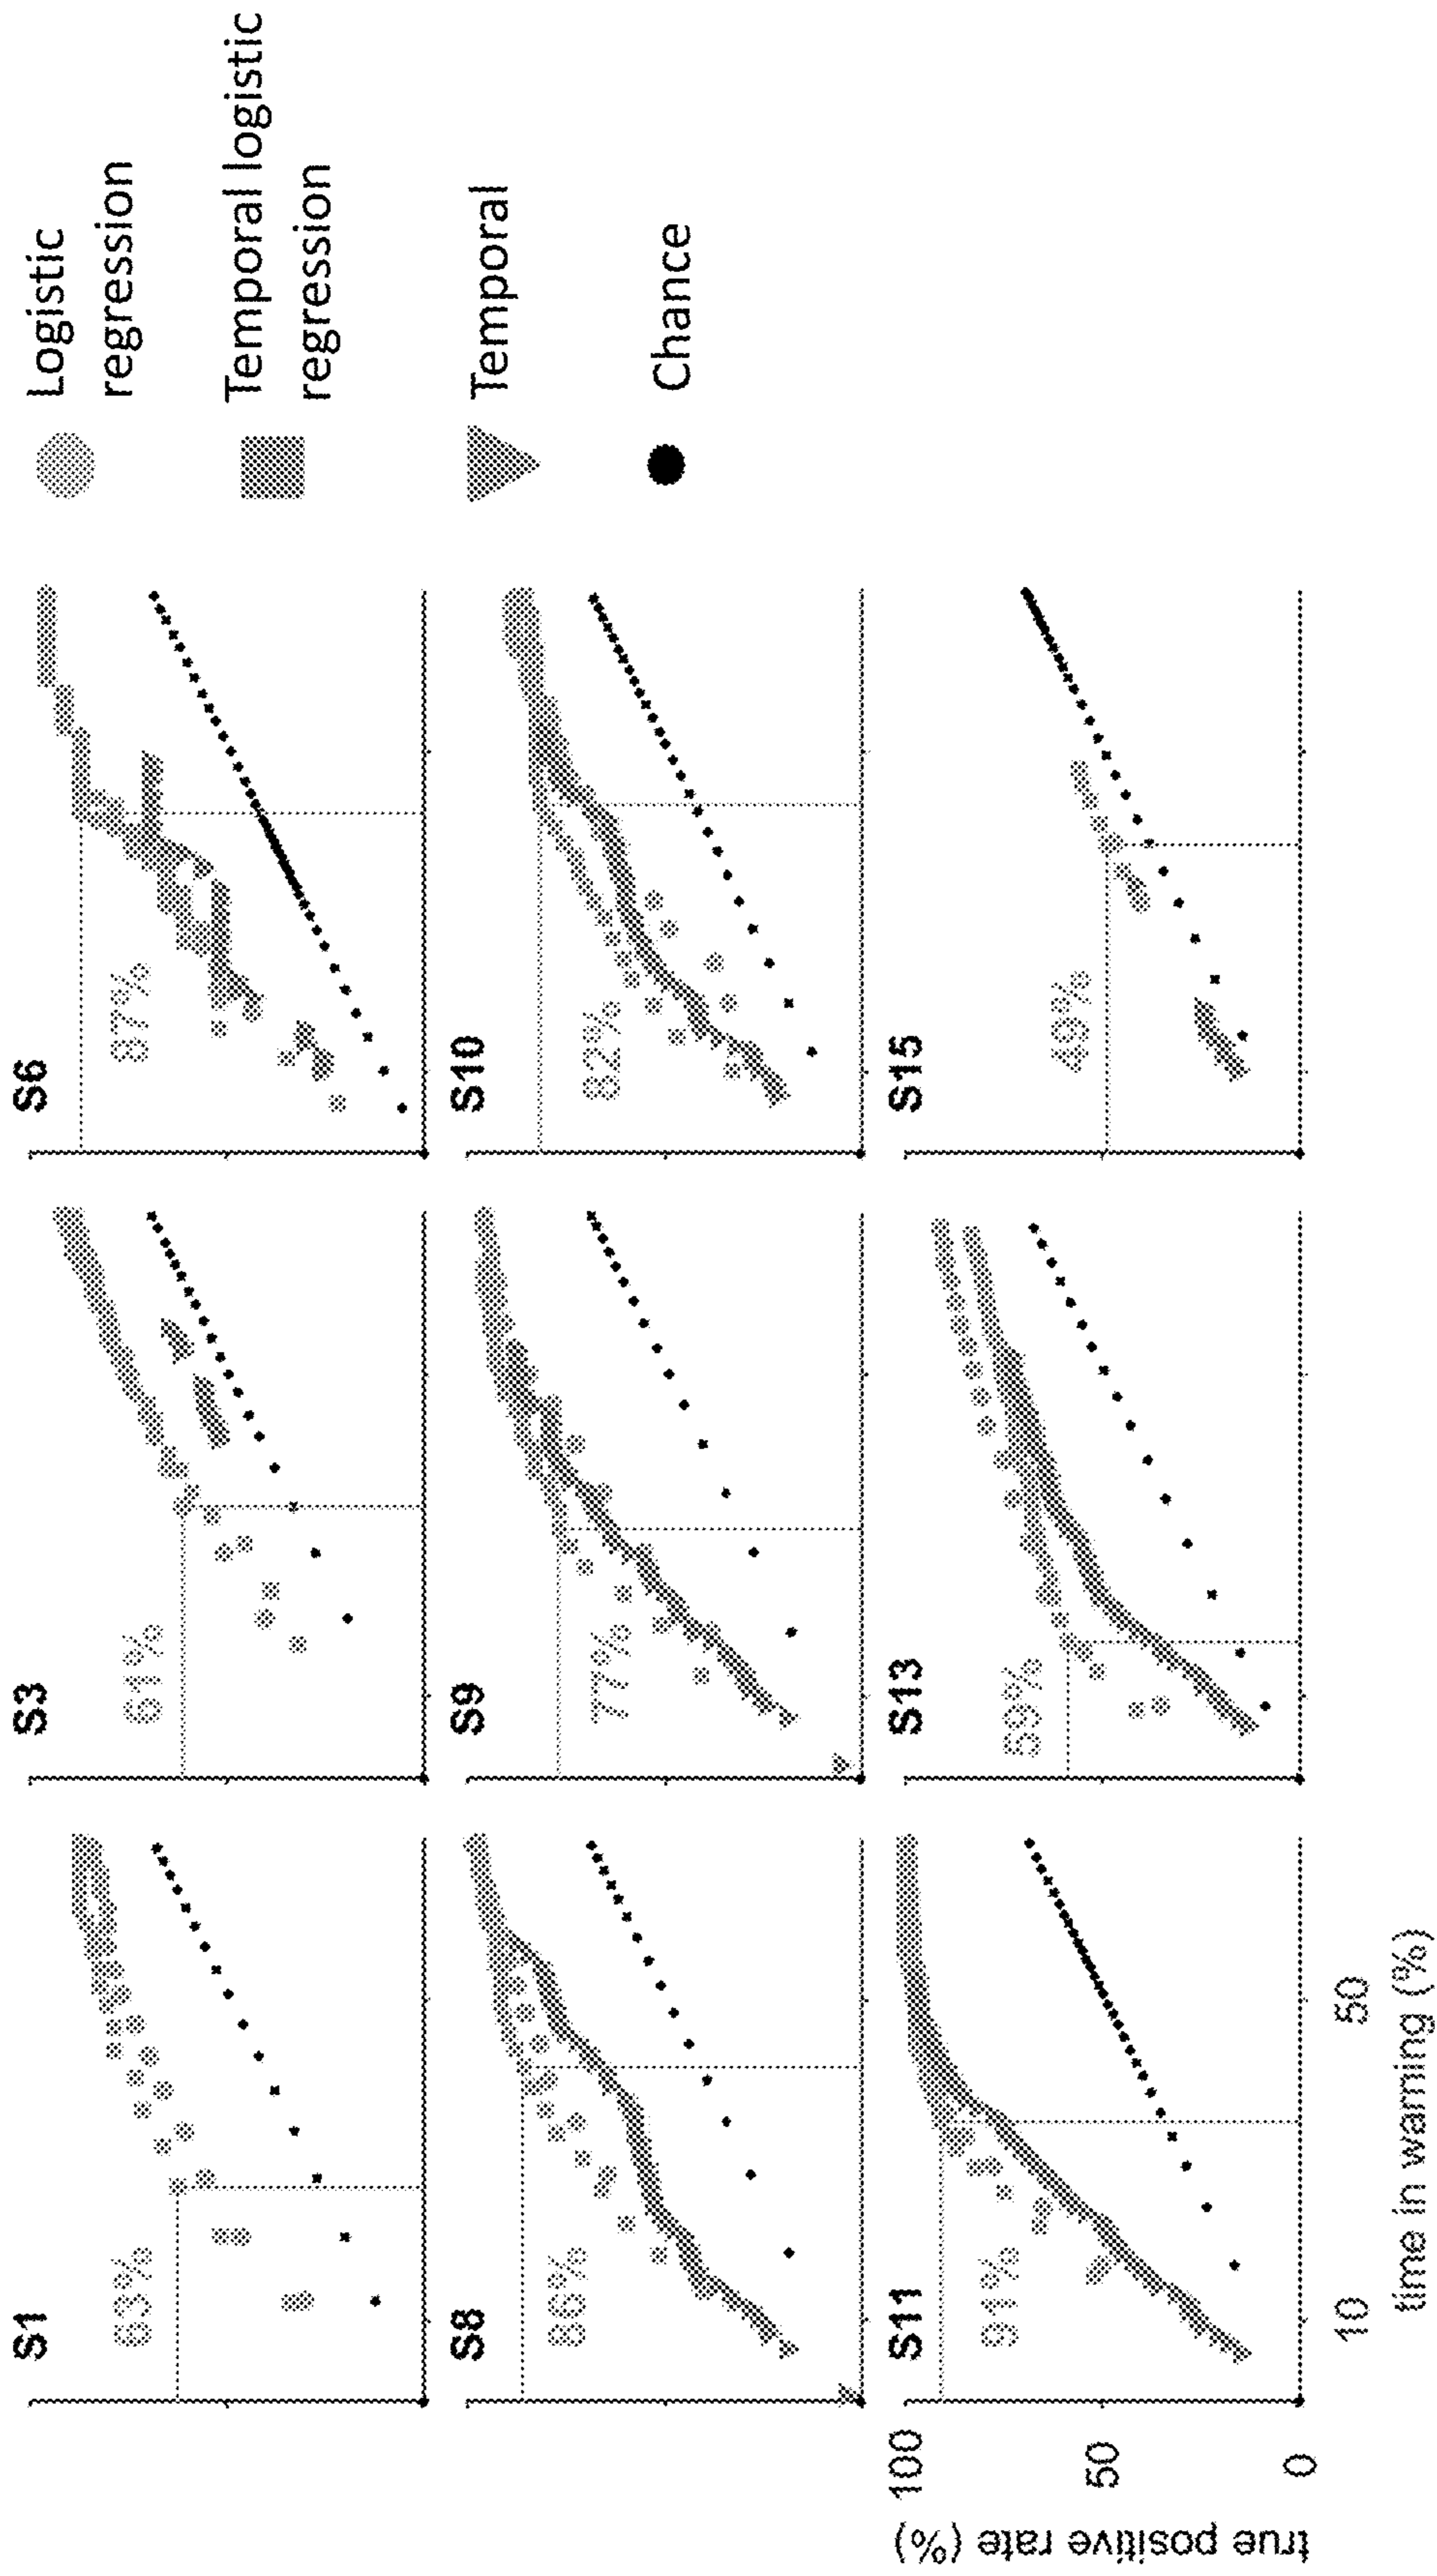 S1
63%
S3
61%
S6
87%
S8
86%
S9
77%
S10
82%
S11
91%
S13
59%
S15
49%
true positive rate (%)
100
50
0
10
50
time in warning (%)
Logistic
regression
Temporal logistic
regression
Temporal
Chance